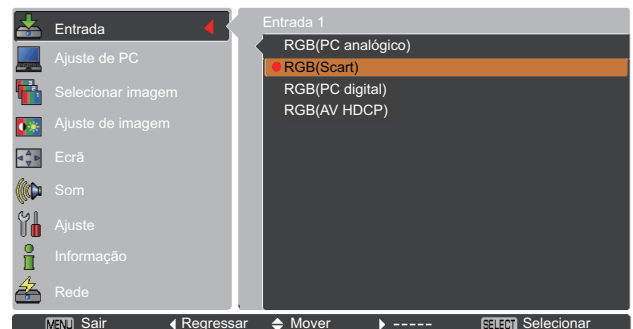 Entrada
Ajuste de PC
Selecionar imagem
Ajuste de imagem
Ecrã
Som
Ajuste
Informação
Rede
Entrada 1
RGB(PC analógico)
RGB(Scart)
RGB(PC digital)
RGB(AV HDCP)
MENU Sair Regressar Mover ----- SELECT Selecionar